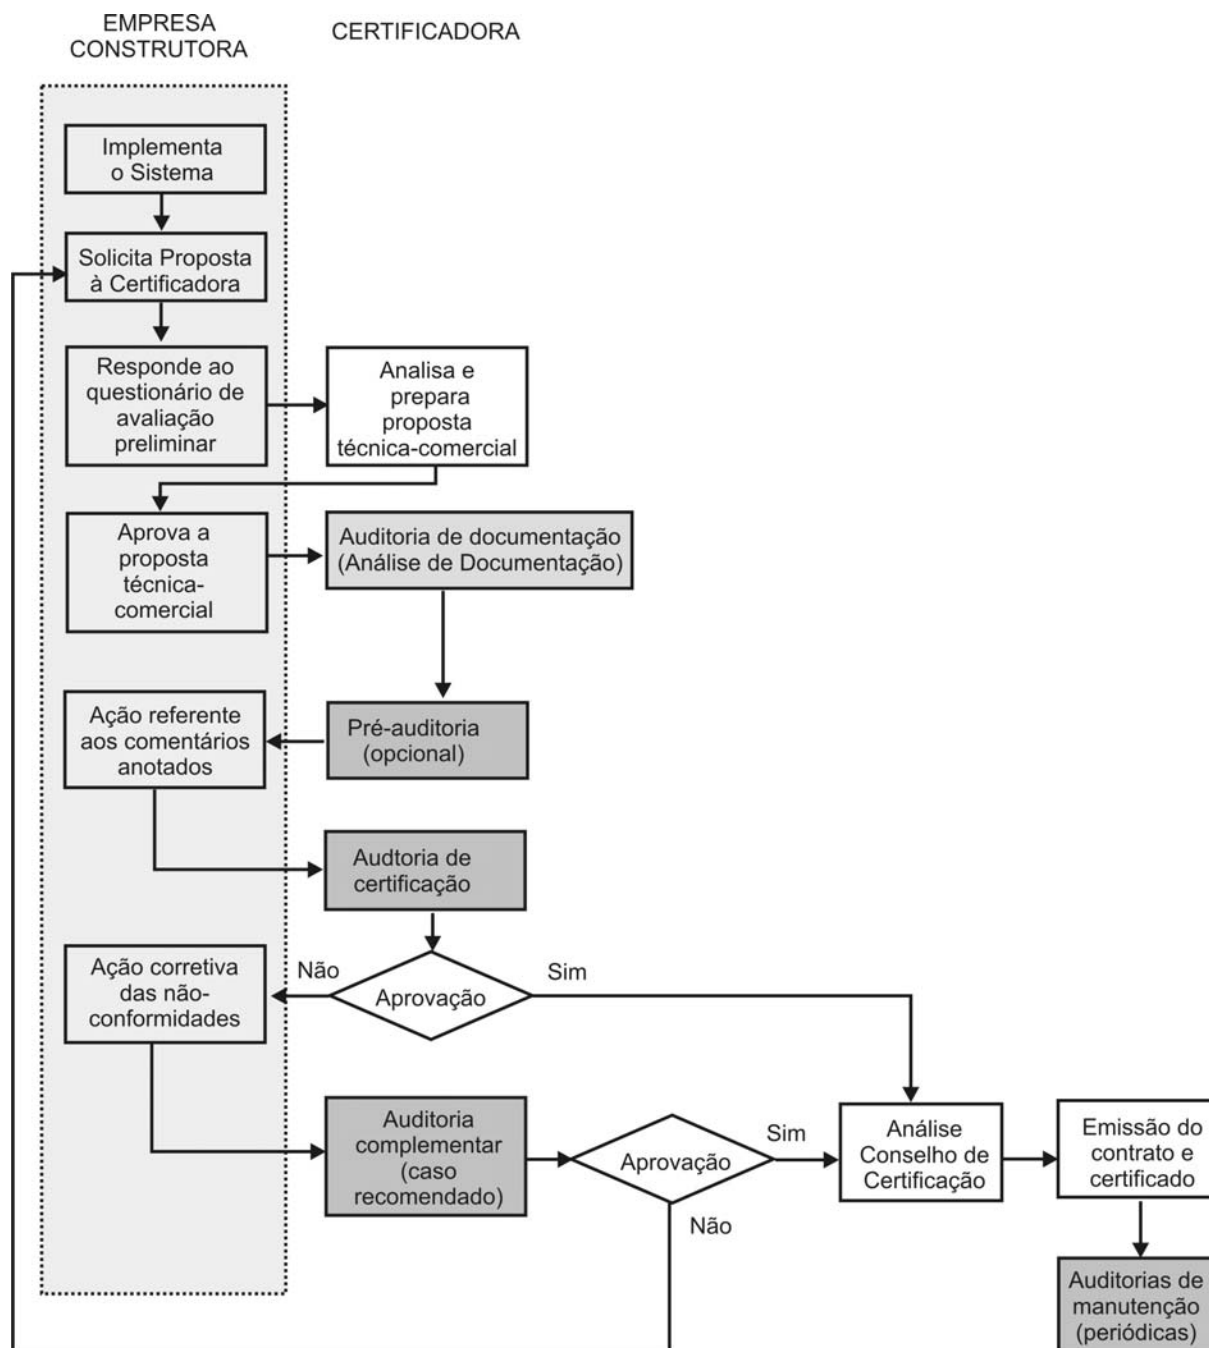 EMPRESA
CONSTRUTORA
CERTIFICADORA
Implementa
o Sistema
Solicita Proposta
à Certificadora
Responde ao
questionário de
avaliação
preliminar
Analisa e
prepara
proposta
técnica-comercial
Aprova a
proposta
técnica-
comercial
Auditoria de documentação
(Análise de Documentação)
Ação referente
aos comentários
anotados
Pré-auditoria
(opcional)
Audtoria de
certificação
Ação corretiva
das não-
conformidades
Não
Aprovação
Sim
Auditoria
complementar
(caso
recomendado)
Aprovação
Sim
Não
Análise
Conselho de
Certificação
Emissão do
contrato e
certificado
Auditorias de
manutenção
(periódicas)